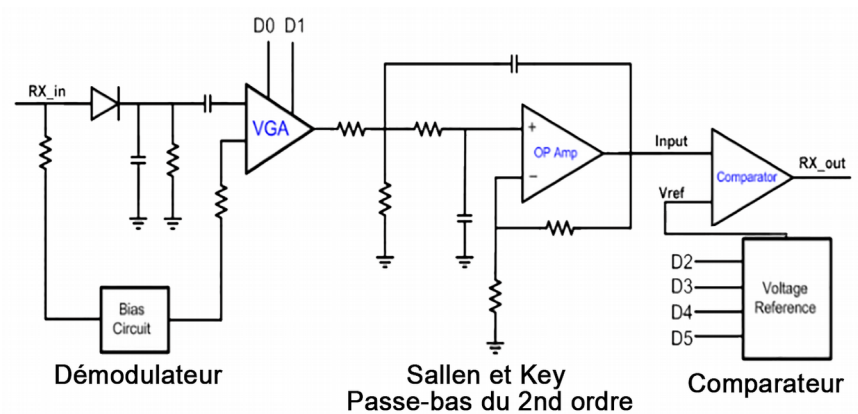 D0 D1
RX_in
VGA
+
OP Amp
−
Input
Comparator
RX_out
Vref
D2
D3
D4
D5
Voltage
Reference
Bias
Circuit
Démodulateur
Sallen et Key
Passe-bas du 2nd ordre
Comparateur